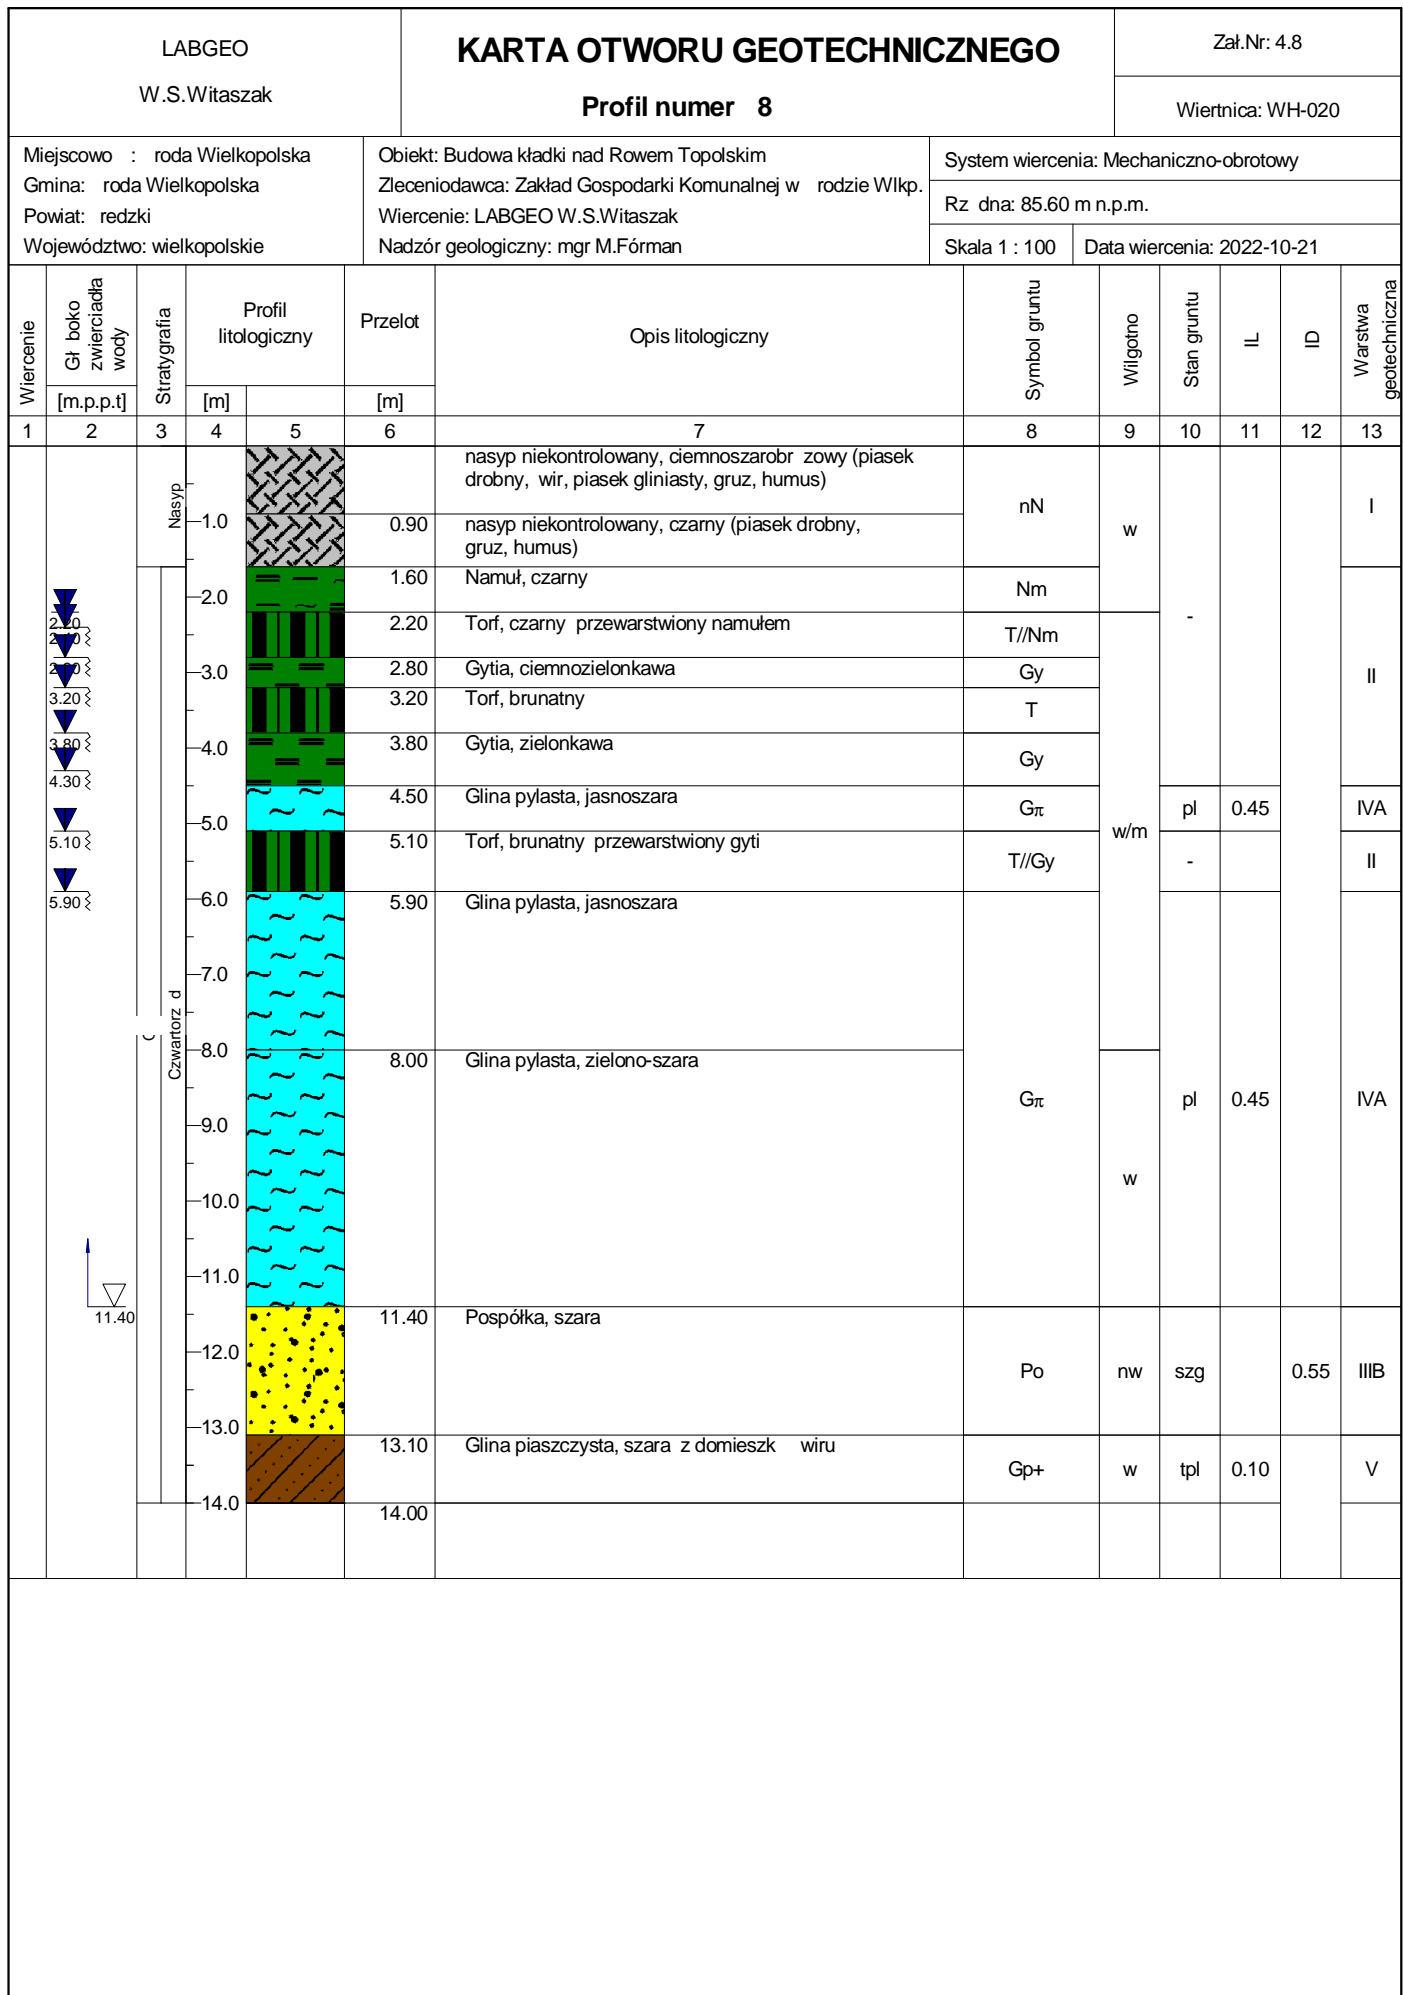 LABGEO
W.S.Witaszak
KARTA OTWORU GEOTECHNICZNEGO
Profil numer 8
Zał.Nr: 4.8
Wiertnica: WH-020
Miejscowo : roda Wielkopolska
Gmina: roda Wielkopolska
Powiat: redzki
Województwo: wielkopolskie
Obiekt: Budowa kładki nad Rowem Topolskim
Zleceniodawca: Zakład Gospodarki Komunalnej w rodzie Wlkp.
Wiercenie: LABGEO W.S.Witaszak
Nadzór geologiczny: mgr M.Fórman
System wiercenia: Mechaniczno-obrotowy
Rz dna: 85.60 m n.p.m.
Skala 1 : 100
Data wiercenia: 2022-10-21
Wiercenie
Gł boko
zwierciadła
wody
[m.p.p.t]
Stratygrafia
Profil
litologiczny
[m]
Przelot
[m]
Opis litologiczny
Symbol gruntu
Wilgotno
Stan gruntu
IL
ID
Warstwa
geotechniczna
1 2 3 4 5 6 7 8 9 10 11 12 13
Nasyp
nasyp niekontrolowany, ciemnoszarobr zowy (piasek
drobny, wir, piasek gliniasty, gruz, humus)
nN
w
I
1.0
0.90
nasyp niekontrolowany, czarny (piasek drobny,
gruz, humus)
1.60 Namuł, czarny
Nm
2.0
-
II
2.20
2.20 Torf, czarny przewarstwiony namułem
T//Nm
2.40
2.80
2.80 Gytia, ciemnozielonkawa
Gy
3.0
3.20
3.20 Torf, brunatny
T
3.80
3.80 Gytia, zielonkawa
Gy
4.0
4.30
4.50 Glina pylasta, jasnoszara
Gπ pl 0.45 IVA
5.0
w/m
5.10
5.10 Torf, brunatny przewarstwiony gyti
T//Gy - II
5.90
6.0
5.90 Glina pylasta, jasnoszara
7.0
Czwartorz d
8.0
8.00 Glina pylasta, zielono-szara
Gπ pl 0.45 IVA
9.0
w
10.0
11.0
11.40
11.40 Pospółka, szara
12.0
Po nw szg 0.55 IIIB
13.0
13.10 Glina piaszczysta, szara z domieszk wiru
Gp+ w tpl 0.10 V
14.0
14.00